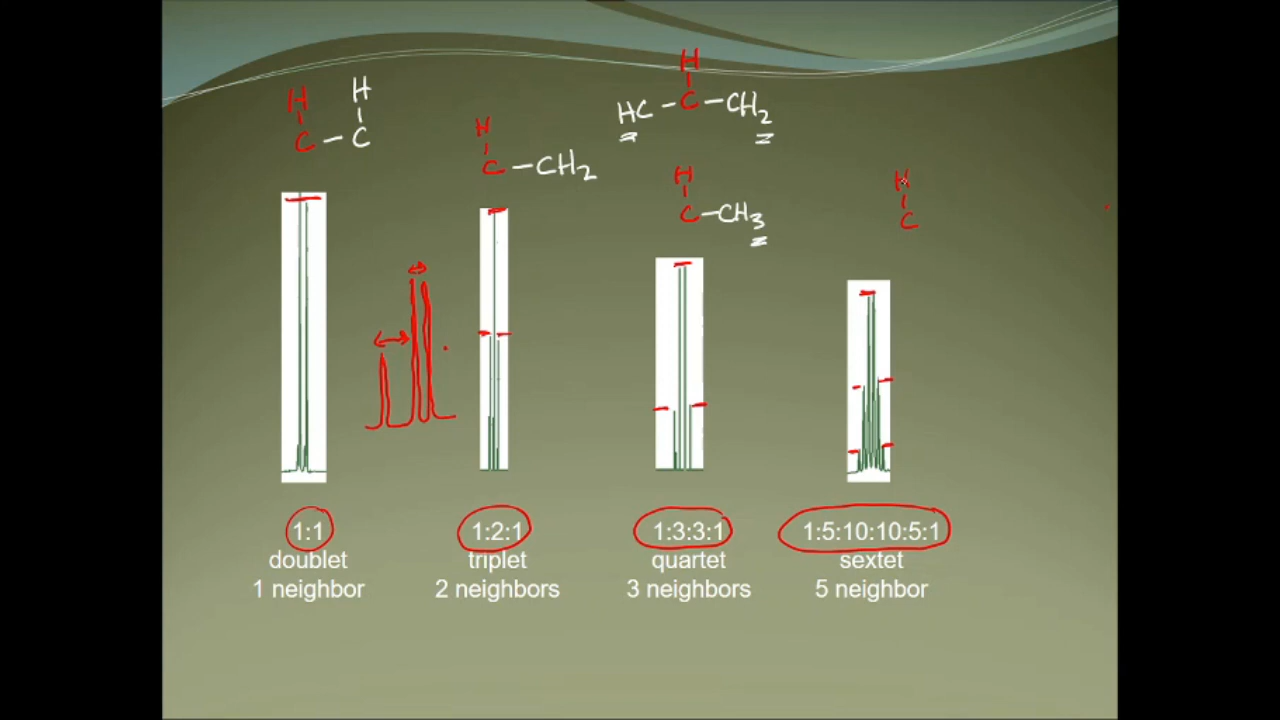 H H
C - C
H
C - CH2
H
HC - C - CH2
H
C - CH3
H
C
1:1
doublet
1 neighbor
1:2:1
triplet
2 neighbors
1:3:3:1
quartet
3 neighbors
1:5:10:10:5:1
sextet
5 neighbor